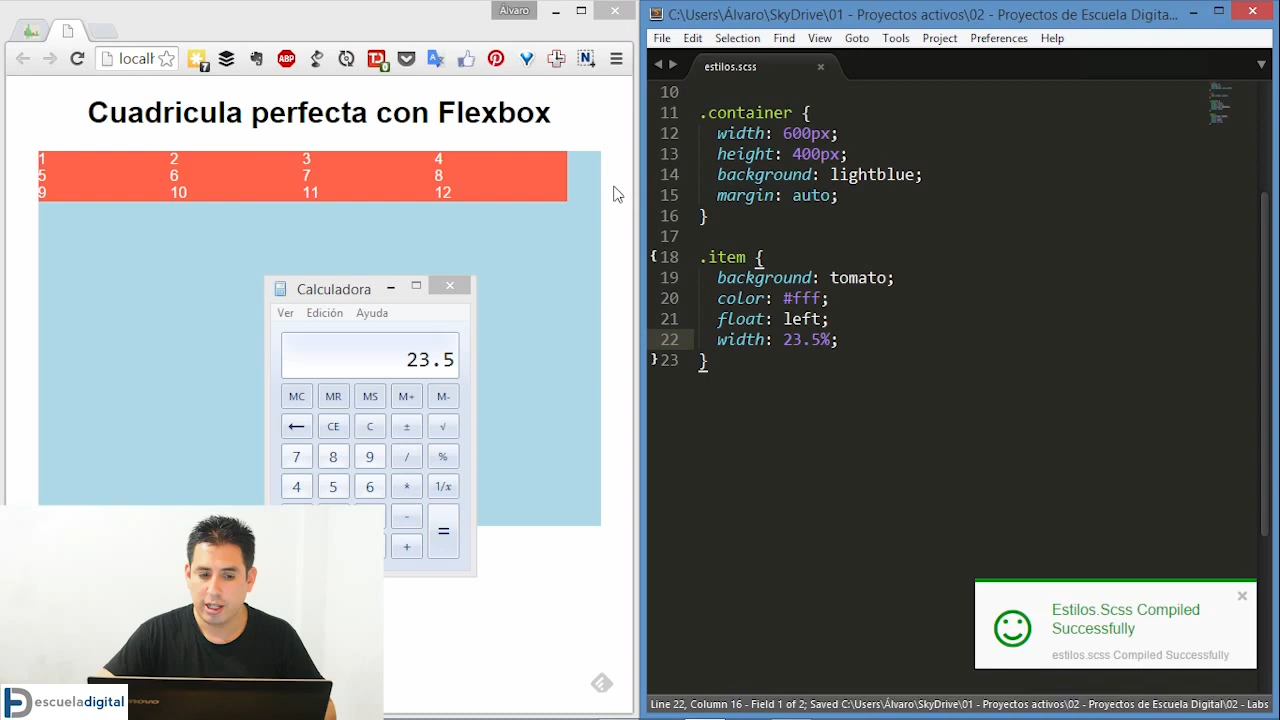 Álvaro
localh
7
ABP
TJ
0
N
Cuadricula perfecta con Flexbox
1 2 3 4
5 6 7 8
9 10 11 12
Calculadora
Ver Edición Ayuda
23.5
MC MR MS M+ M-
← CE C ± √
7 8 9 / %
4 5 6 * 1/x
- =
+
escueladigital
C:\Users\Álvaro\SkyDrive\01 - Proyectos activos\02 - Proyectos de Escuela Digita...
File Edit Selection Find View Goto Tools Project Preferences Help
estilos.scss
10
11 .container {
12 width: 600px;
13 height: 400px;
14 background: lightblue;
15 margin: auto;
16 }
17
18 .item {
19 background: tomato;
20 color: #fff;
21 float: left;
22 width: 23.5%;
23 }
Estilos.Scss Compiled
Successfully
estilos.scss Compiled Successfully
Line 22, Column 16 - Field 1 of 2; Saved C:\Users\Álvaro\SkyDrive\01 - Proyectos activos\02 - Proyectos de Escuela Digital\02 - Labs